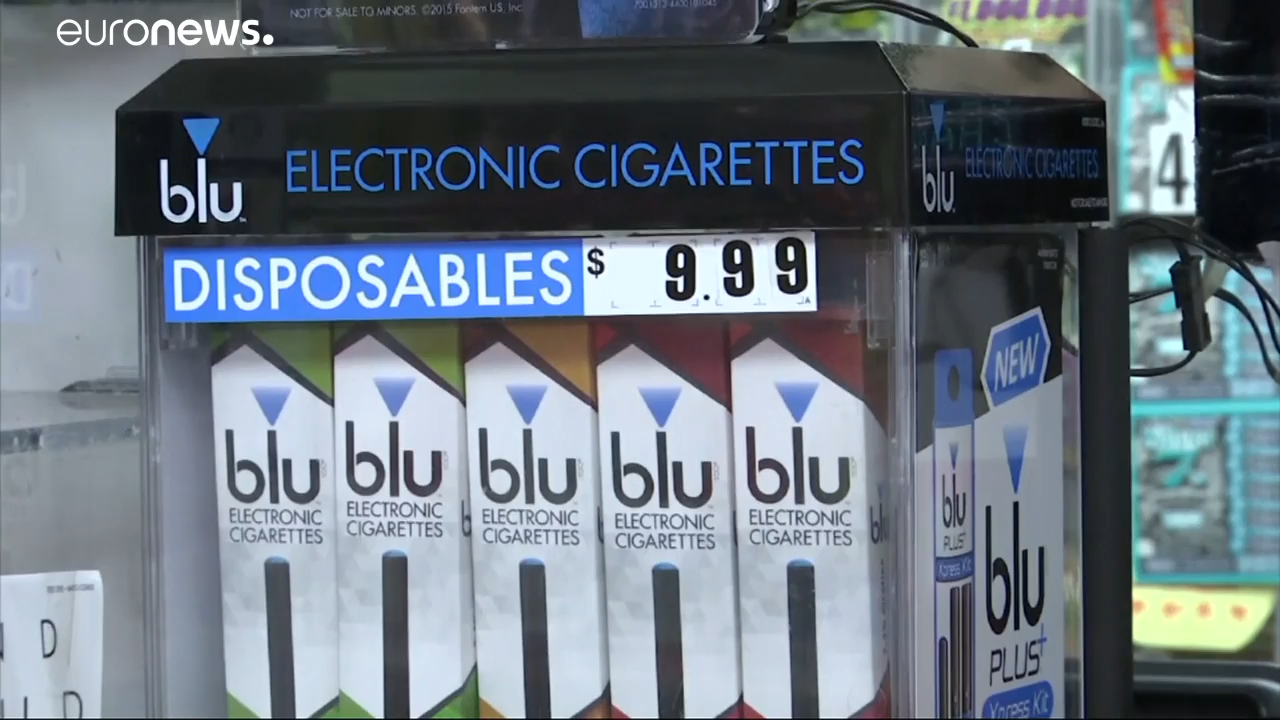 euronews.
NOT FOR SALE TO MINORS. ©2015 Fontem US, Inc.
blu
ELECTRONIC CIGARETTES
blu
ELECTRONIC CIGARETTES
4
DISPOSABLES $ 9.99
NEW
blu
ELECTRONIC
CIGARETTES
blu
ELECTRONIC
CIGARETTES
blu
ELECTRONIC
CIGARETTES
blu
ELECTRONIC
CIGARETTES
blu
ELECTRONIC
CIGARETTES
blu
PLUS+
Xpress Kit
blu
PLUS+
Xpress Kit
D